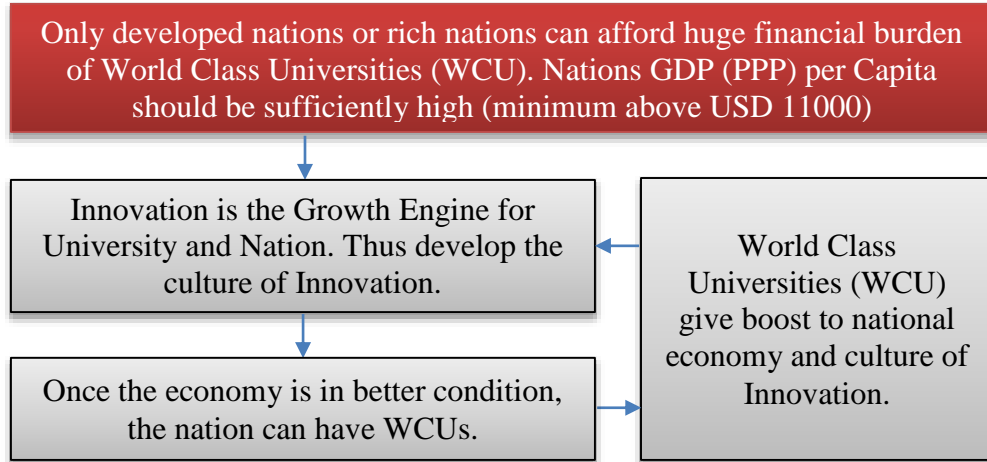 Only developed nations or rich nations can afford huge financial burden
of World Class Universities (WCU). Nations GDP (PPP) per Capita
should be sufficiently high (minimum above USD 11000)
Innovation is the Growth Engine for
University and Nation. Thus develop the
culture of Innovation.
Once the economy is in better condition,
the nation can have WCUs.
World Class
Universities (WCU)
give boost to national
economy and culture of
Innovation.